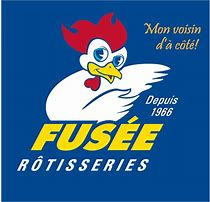 Mon voisin
d'à côté!
Depuis
1966
FUSÉE
RÔTISSERIES